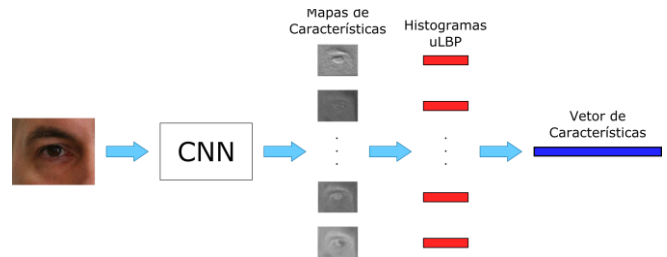 Mapas de
Características
Histogramas
uLBP
CNN
Vetor de
Características